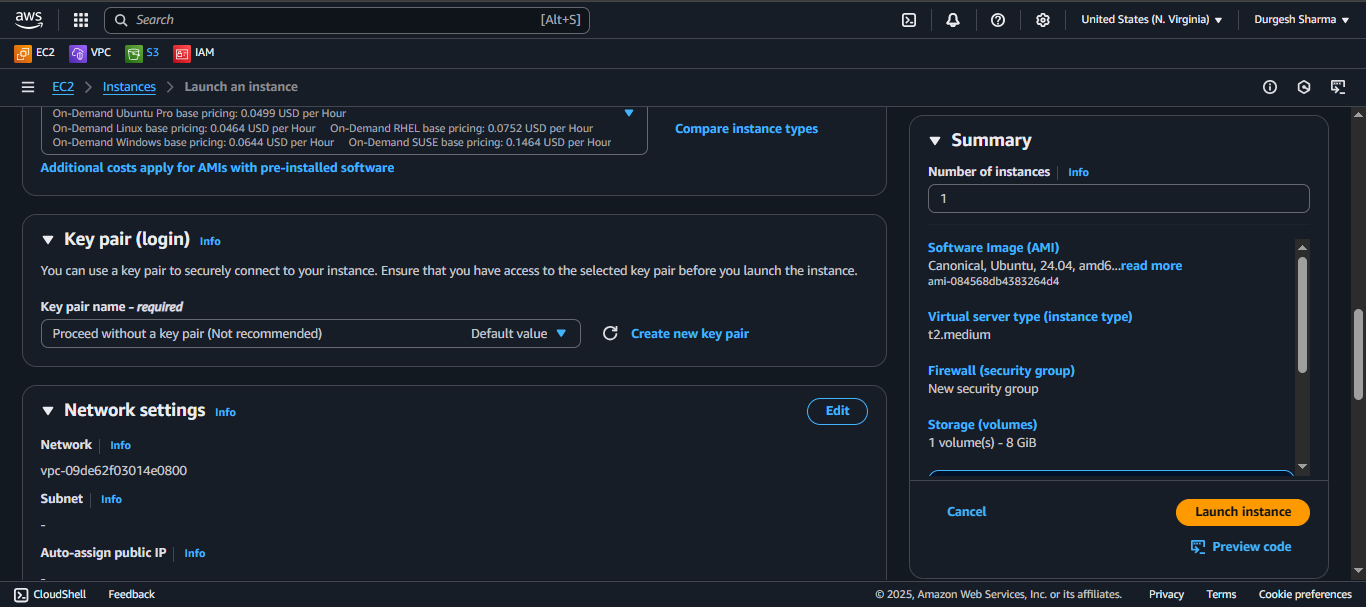 aws Search [Alt+S] United States (N. Virginia) Durgesh Sharma
EC2 VPC S3 IAM
EC2 Instances Launch an instance
On-Demand Ubuntu Pro base pricing: 0.0499 USD per Hour
On-Demand Linux base pricing: 0.0464 USD per Hour On-Demand RHEL base pricing: 0.0752 USD per Hour
On-Demand Windows base pricing: 0.0644 USD per Hour On-Demand SUSE base pricing: 0.1464 USD per Hour
Compare instance types
Additional costs apply for AMIs with pre-installed software
Key pair (login) Info
You can use a key pair to securely connect to your instance. Ensure that you have access to the selected key pair before you launch the instance.
Key pair name - required
Proceed without a key pair (Not recommended) Default value
Create new key pair
Network settings Info
Edit
Network Info
vpc-09de62f03014e0800
Subnet Info
-
Auto-assign public IP Info
-
Summary
Number of instances Info
1
Software Image (AMI)
Canonical, Ubuntu, 24.04, amd6...read more
ami-084568db4383264d4
Virtual server type (instance type)
t2.medium
Firewall (security group)
New security group
Storage (volumes)
1 volume(s) - 8 GiB
Cancel
Launch instance
Preview code
CloudShell Feedback © 2025, Amazon Web Services, Inc. or its affiliates. Privacy Terms Cookie preferences